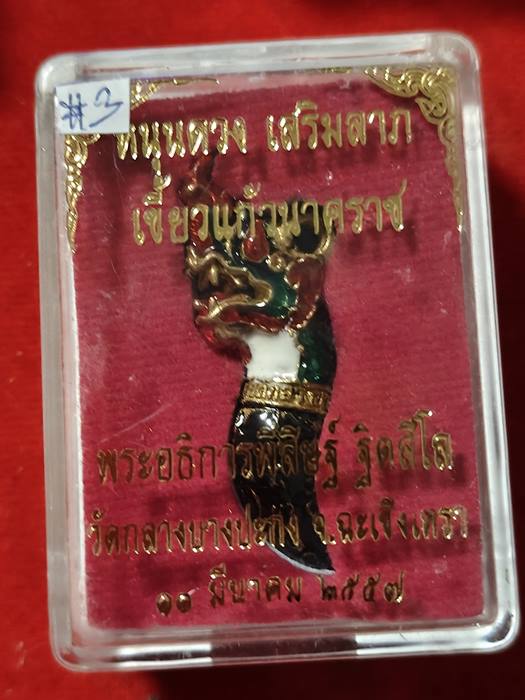 #3
หนุนดวง เสริมลาภ
เขี้ยวแก้วนาคราช
พระอธิการพิสิษฐ์ ฐิตสีโล
วัดกลางบางปะกง จ.ฉะเชิงเทรา
๑๑ มีนาคม ๒๕๕๗